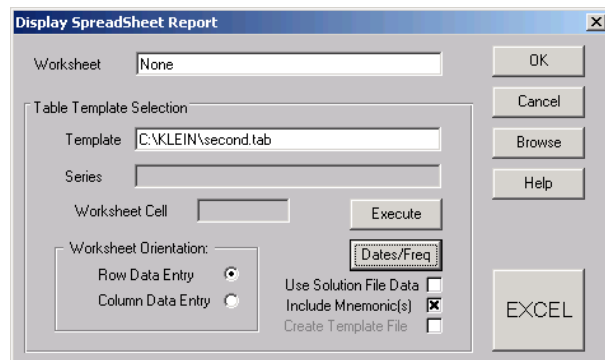 Display SpreadSheet Report
Worksheet None OK
Table Template Selection Cancel
Template C:\KLEIN\second.tab Browse
Series Help
Worksheet Cell Execute
Worksheet Orientation: Dates/Freq
Row Data Entry Use Solution File Data
Column Data Entry Include Mnemonic(s)
Create Template File
EXCEL